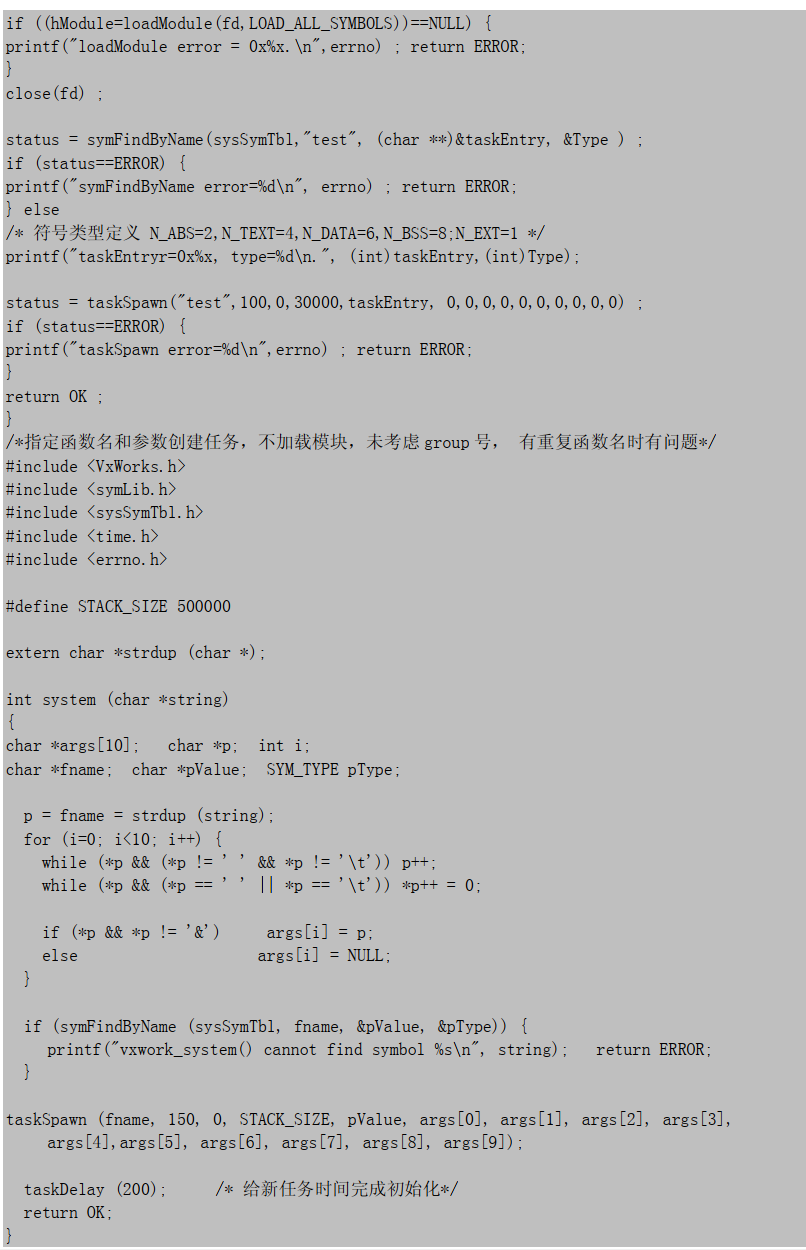 if ((hModule=loadModule(fd,LOAD_ALL_SYMBOLS))==NULL) {
printf("loadModule error = 0x%x.\n",errno) ; return ERROR;
}
close(fd) ;
status = symFindByName(sysSymTbl,"test", (char **)&taskEntry, &Type ) ;
if (status==ERROR) {
printf("symFindByName error=%d\n", errno) ; return ERROR;
} else
/* 符号类型定义 N_ABS=2,N_TEXT=4,N_DATA=6,N_BSS=8;N_EXT=1 */
printf("taskEntryr=0x%x, type=%d\n.", (int)taskEntry,(int)Type);
status = taskSpawn("test",100,0,30000,taskEntry, 0,0,0,0,0,0,0,0,0,0) ;
if (status==ERROR) {
printf("taskSpawn error=%d\n",errno) ; return ERROR;
}
return OK ;
}
/*指定函数名和参数创建任务，不加载模块，未考虑 group 号， 有重复函数名时有问题*/
#include <VxWorks.h>
#include <symLib.h>
#include <sysSymTbl.h>
#include <time.h>
#include <errno.h>
#define STACK_SIZE 500000
extern char *strdup (char *);
int system (char *string)
{
char *args[10];   char *p;  int i;
char *fname;  char *pValue;  SYM_TYPE pType;
  p = fname = strdup (string);
  for (i=0; i<10; i++) {
    while (*p && (*p != ' ' && *p != '\t')) p++;
    while (*p && (*p == ' ' || *p == '\t')) *p++ = 0;
    if (*p && *p != '&')     args[i] = p;
    else                    args[i] = NULL;
  }
  if (symFindByName (sysSymTbl, fname, &pValue, &pType)) {
     printf("vxwork_system() cannot find symbol %s\n", string);   return ERROR;
  }
taskSpawn (fname, 150, 0, STACK_SIZE, pValue, args[0], args[1], args[2], args[3],
     args[4],args[5], args[6], args[7], args[8], args[9]);
  taskDelay (200);      /* 给新任务时间完成初始化*/
  return OK;
}